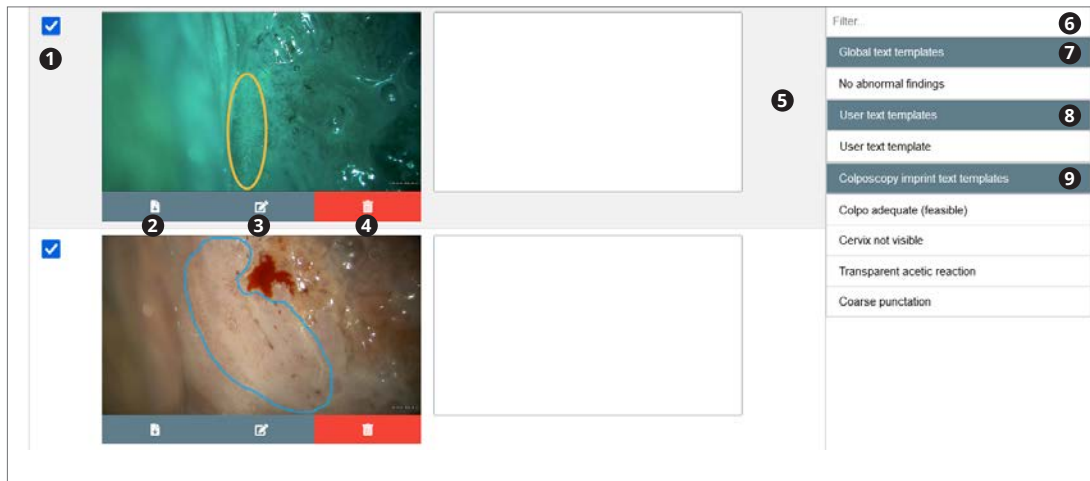 1
2
3
4
5
Filter...
6
Global text templates
7
No abnormal findings
User text templates
8
User text template
Colposcopy imprint text templates
9
Colpo adequate (feasible)
Cervix not visible
Transparent acetic reaction
Coarse punctation